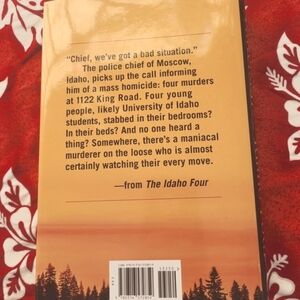 "Chief, we've got a bad situation."
The police chief of Moscow,
Idaho, picks up the call informing
him of a mass homicide: four murders
at 1122 King Road. Four young
people, likely University of Idaho
students, stabbed in their bedrooms?
In their beds? And no one heard a
thing? Somewhere, there's a maniacal
murderer on the loose who is almost
certainly watching their every move.
—from The Idaho Four